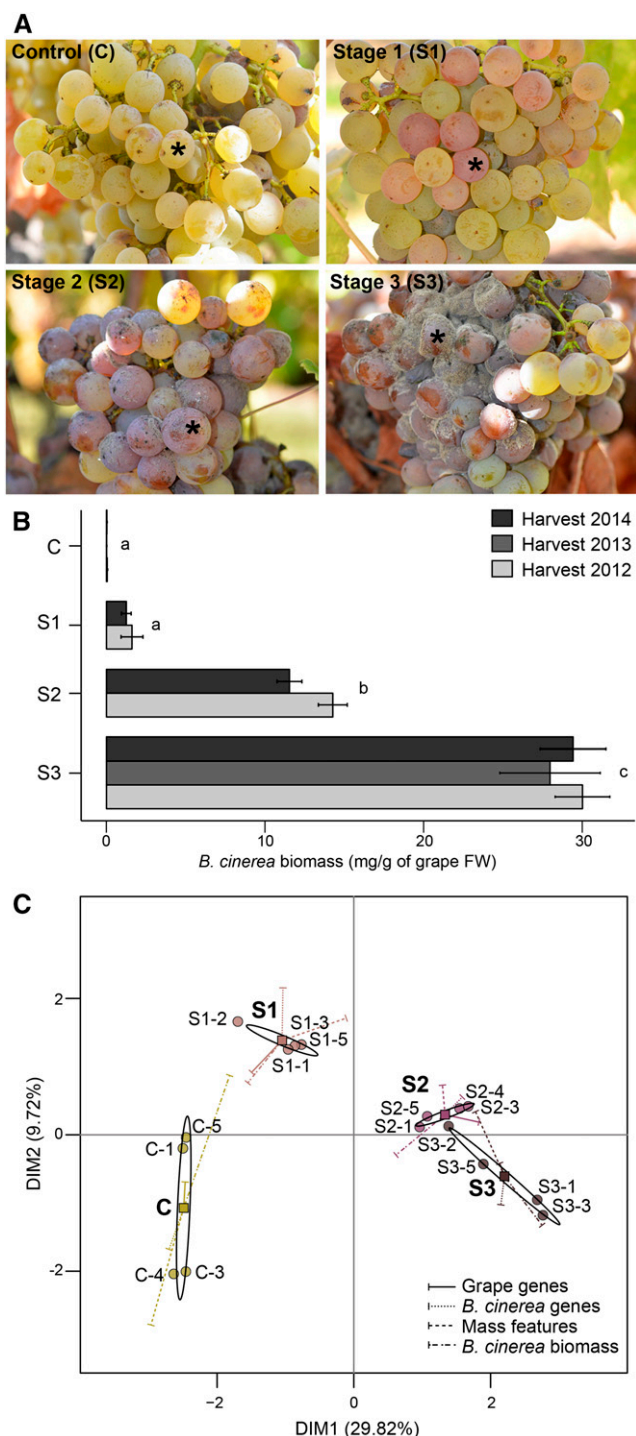 A
Control (C)
Stage 1 (S1)
*
*
Stage 2 (S2)
Stage 3 (S3)
*
*
B
Harvest 2014
Harvest 2013
Harvest 2012
C
a
S1
a
S2
b
S3
c
0
10
20
30
B. cinerea biomass (mg/g of grape FW)
C
2
0
-2
DIM2 (9.72%)
S1-2
S1
S1-3
S1-5
S1-1
S2
S2-4
S2-3
S2-5
S2-1
S3-2
S3-5
S3
S3-1
S3-3
C-5
C-1
C
C-4
C-3
Grape genes
B. cinerea genes
Mass features
B. cinerea biomass
−2
0
2
DIM1 (29.82%)